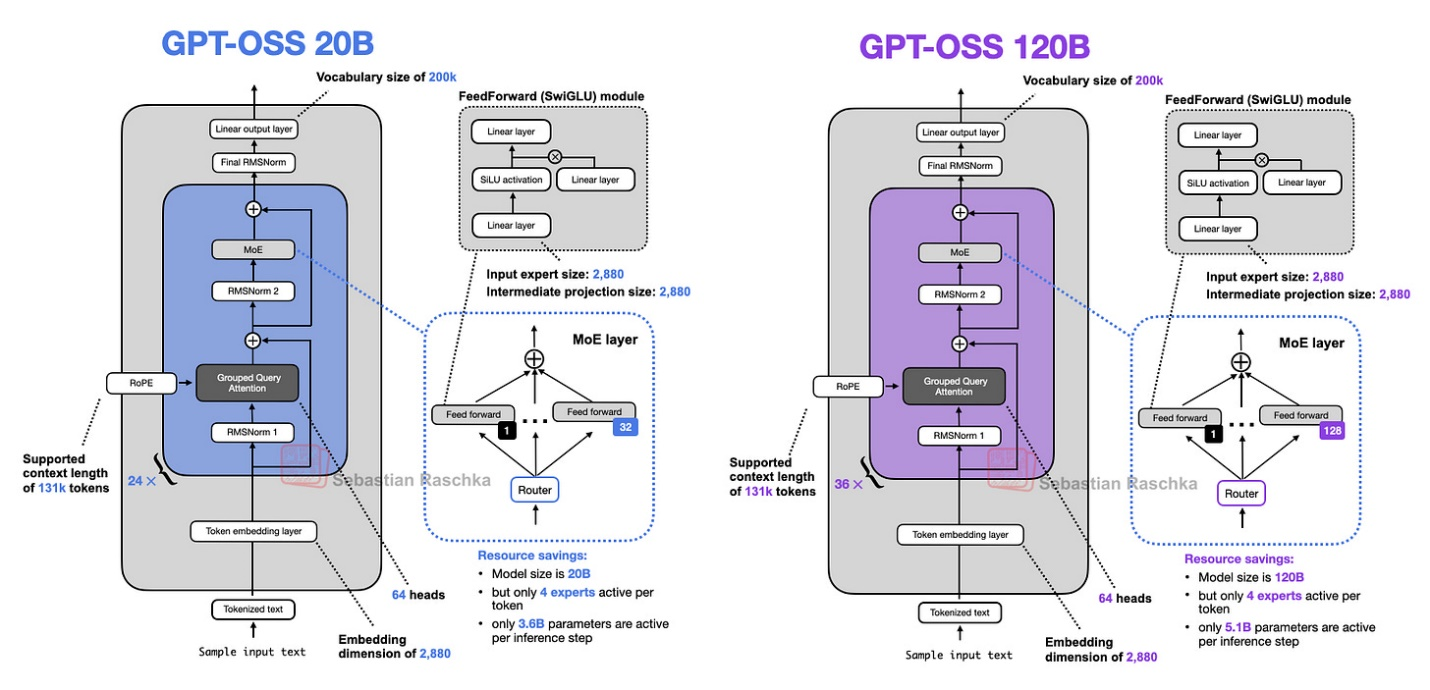 GPT-OSS 20B
Vocabulary size of 200k
FeedForward (SwiGLU) module
Linear output layer
Linear layer
Final RMSNorm
SiLU activation
Linear layer
Linear layer
MoE
Input expert size: 2,880
Intermediate projection size: 2,880
RMSNorm 2
MoE layer
RoPE
Grouped Query
Attention
Feed forward
1
...
Feed forward
32
RMSNorm 1
Supported
context length
of 131k tokens
24 ×
Sebastian Raschka
Router
Token embedding layer
Resource savings:
• Model size is 20B
• but only 4 experts active per
token
• only 3.6B parameters are active
per inference step
64 heads
Tokenized text
Embedding
dimension of 2,880
Sample input text
GPT-OSS 120B
Vocabulary size of 200k
FeedForward (SwiGLU) module
Linear output layer
Linear layer
Final RMSNorm
SiLU activation
Linear layer
Linear layer
MoE
Input expert size: 2,880
Intermediate projection size: 2,880
RMSNorm 2
MoE layer
RoPE
Grouped Query
Attention
Feed forward
1
...
Feed forward
128
RMSNorm 1
Supported
context length
of 131k tokens
36 ×
Sebastian Raschka
Router
Token embedding layer
Resource savings:
• Model size is 120B
• but only 4 experts active per
token
• only 5.1B parameters are active
per inference step
64 heads
Tokenized text
Embedding
dimension of 2,880
Sample input text